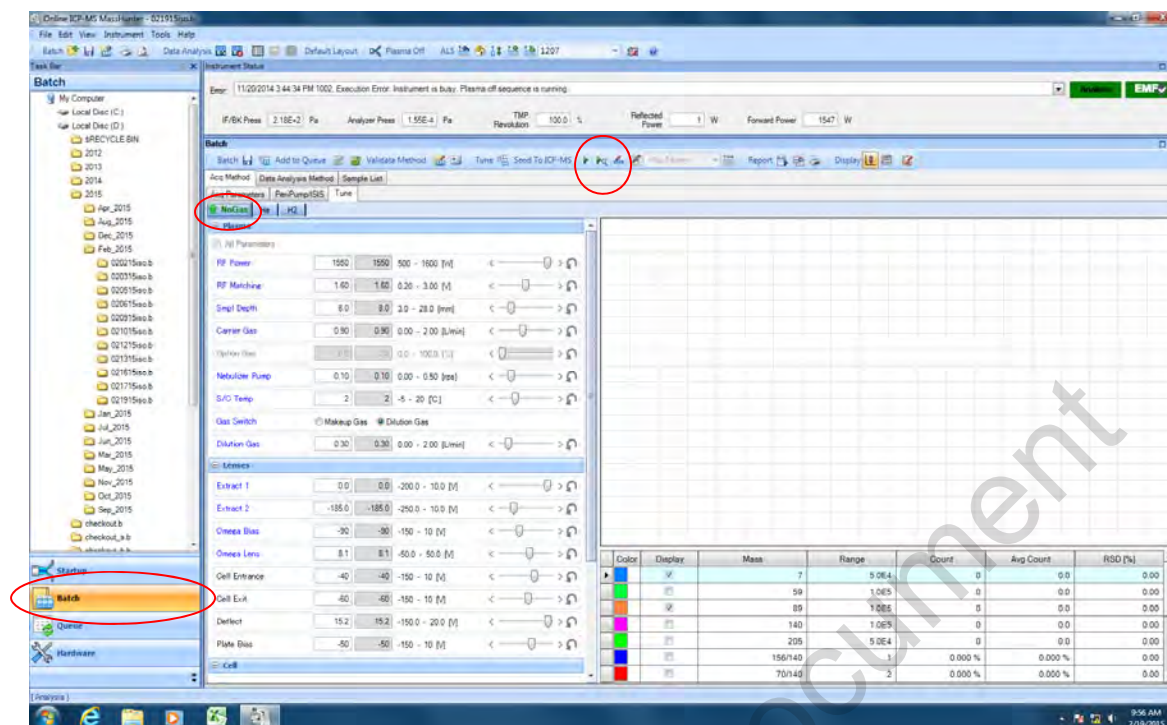 Online ICP-MS MassHunter - 021915iso.b
File Edit View Instrument Tools Help
Batch Data Analysis Default Layout Plasma Off ALS 1207
Task Bar
Instrument Status
Batch
My Computer
Local Disc (C:)
Local Disc (D:)
$RECYCLE.BIN
2012
2013
2014
2015
Apr_2015
Aug_2015
Dec_2015
Feb_2015
020215iso.b
020315iso.b
020515iso.b
020615iso.b
020915iso.b
021015iso.b
021215iso.b
021315iso.b
021615iso.b
021715iso.b
021915iso.b
Jan_2015
Jul_2015
Jun_2015
Mar_2015
May_2015
Nov_2015
Oct_2015
Sep_2015
checkout.b
checkout_a.b
Startup
Batch
Queue
Hardware
[Analysis]
Error: 11/20/2014 3:44:34 PM 1002, Execution Error. Instrument is busy. Plasma off sequence is running.
Analysis EMF
IF/BK Press 2.18E+2 Pa Analyzer Press 1.55E-4 Pa TMP Revolution 100.0 % Reflected Power 1 W Forward Power 1547 W
Batch
Batch Add to Queue Validate Method Tune Send To ICP-MS Report Display
Acq Method Data Analysis Method Sample List
Acq Parameters PeriPump/ISIS Tune
NoGas He H2
Plasma
All Parameters
RF Power 1550 1550 500 - 1600 [W]
RF Matching 1.60 1.60 0.20 - 3.00 [V]
Smpl Depth 8.0 8.0 3.0 - 28.0 [mm]
Carrier Gas 0.90 0.90 0.00 - 2.00 [L/min]
Option Gas 0.0 - 100.0 [%]
Nebulizer Pump 0.10 0.10 0.00 - 0.50 [rps]
S/C Temp 2 2 -5 - 20 [°C]
Gas Switch Makeup Gas Dilution Gas
Dilution Gas 0.30 0.30 0.00 - 2.00 [L/min]
Lenses
Extract 1 0.0 0.0 -200.0 - 10.0 [V]
Extract 2 -185.0 -185.0 -250.0 - 10.0 [V]
Omega Bias -90 -90 -150 - 10 [V]
Omega Lens 8.1 8.1 -50.0 - 50.0 [V]
Cell Entrance -40 -40 -150 - 10 [V]
Cell Exit -60 -60 -150 - 10 [V]
Deflect 15.2 15.2 -150.0 - 20.0 [V]
Plate Bias -50 -50 -150 - 10 [V]
Cell
Color Display Mass Range Count Avg Count RSD [%]
7 5.0E4 0 0.0 0.00
59 1.0E5 0 0.0 0.00
89 1.0E5 0 0.0 0.00
140 1.0E5 0 0.0 0.00
205 5.0E4 0 0.0 0.00
156/140 1 0.000 % 0.000 % 0.00
70/140 2 0.000 % 0.000 % 0.00
9:56 AM
2/19/2015
ocument